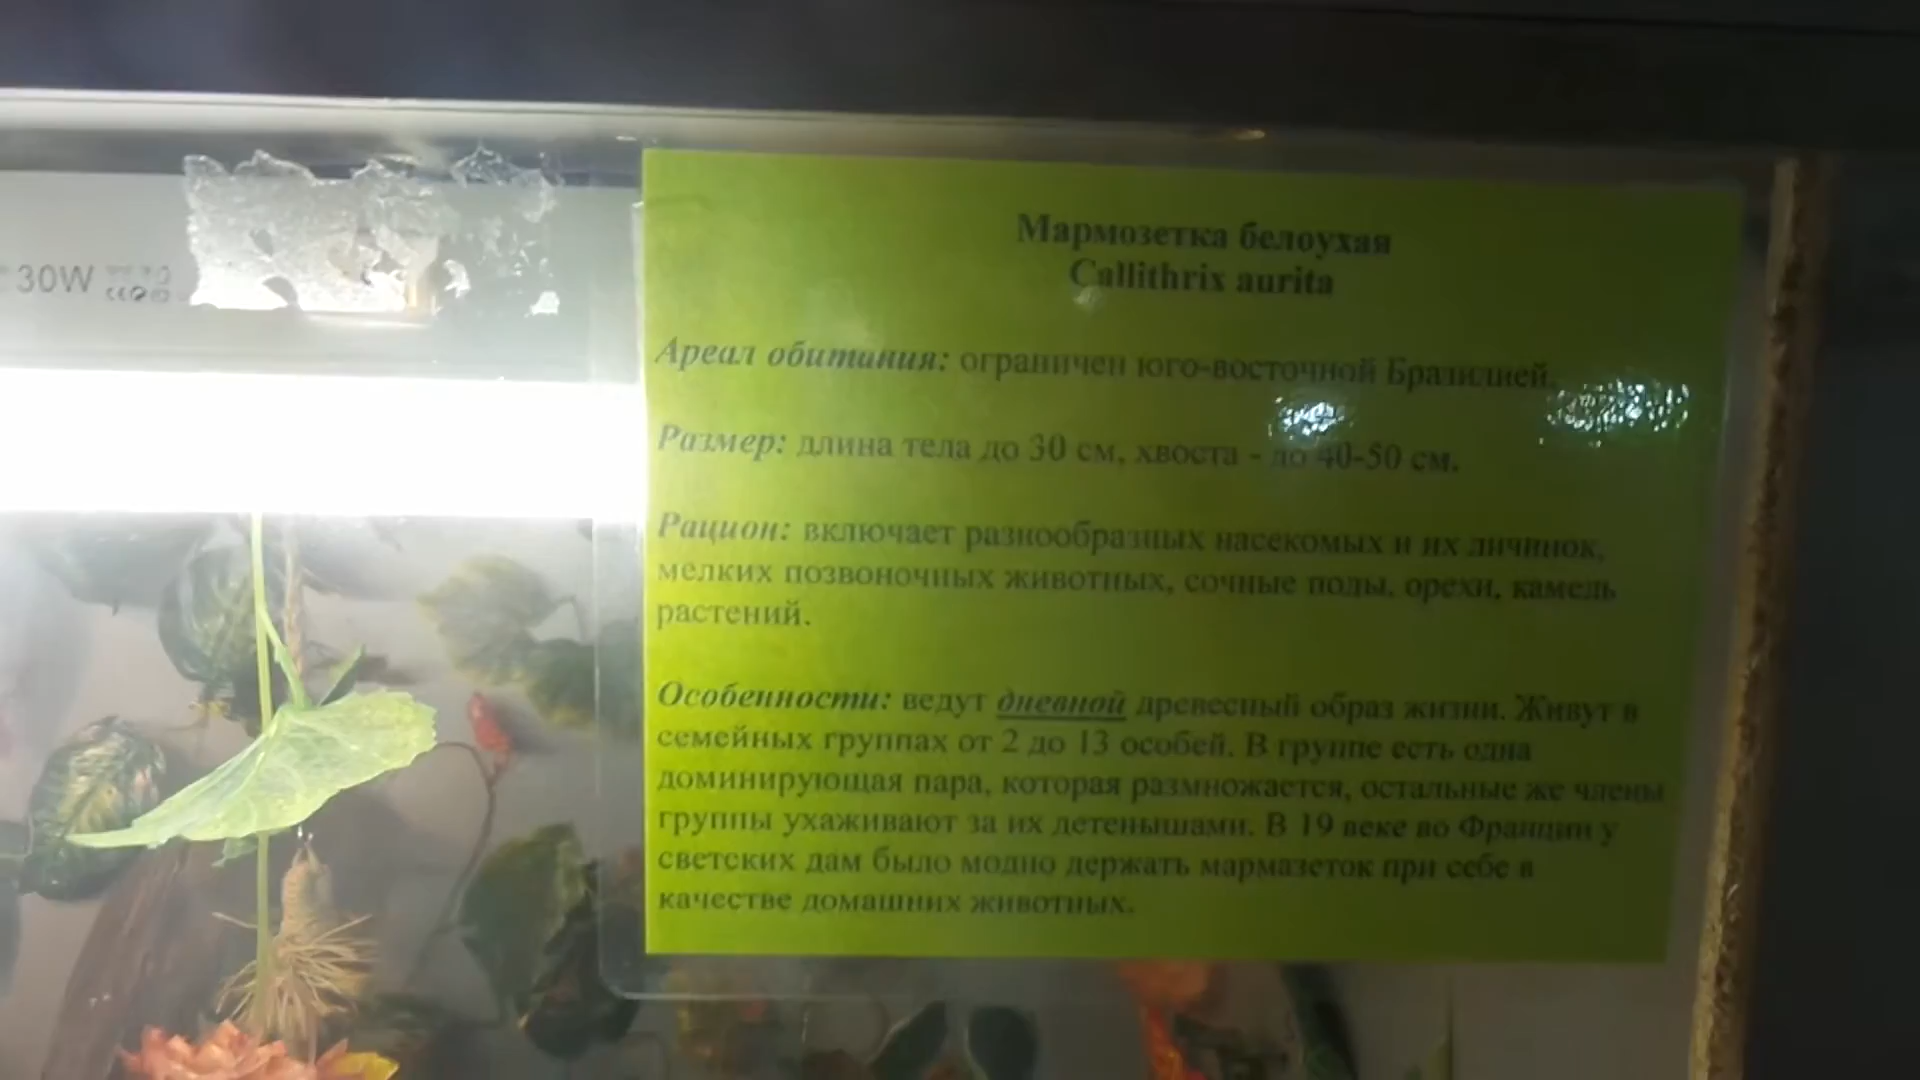 30W
Мармозетка белоухая
Callithrix aurita
Ареал обитания: ограничен юго-восточной Бразилией.
Размер: длина тела до 30 см, хвоста - до 40-50 см.
Рацион: включает разнообразных насекомых и их личинок,
мелких позвоночных животных, сочные поды, орехи, камедь
растений.
Особенности: ведут дневной древесный образ жизни. Живут в
семейных группах от 2 до 13 особей. В группе есть одна
доминирующая пара, которая размножается, остальные же члены
группы ухаживают за их детенышами. В 19 веке во Франции у
светских дам было модно держать мармазеток при себе в
качестве домашних животных.